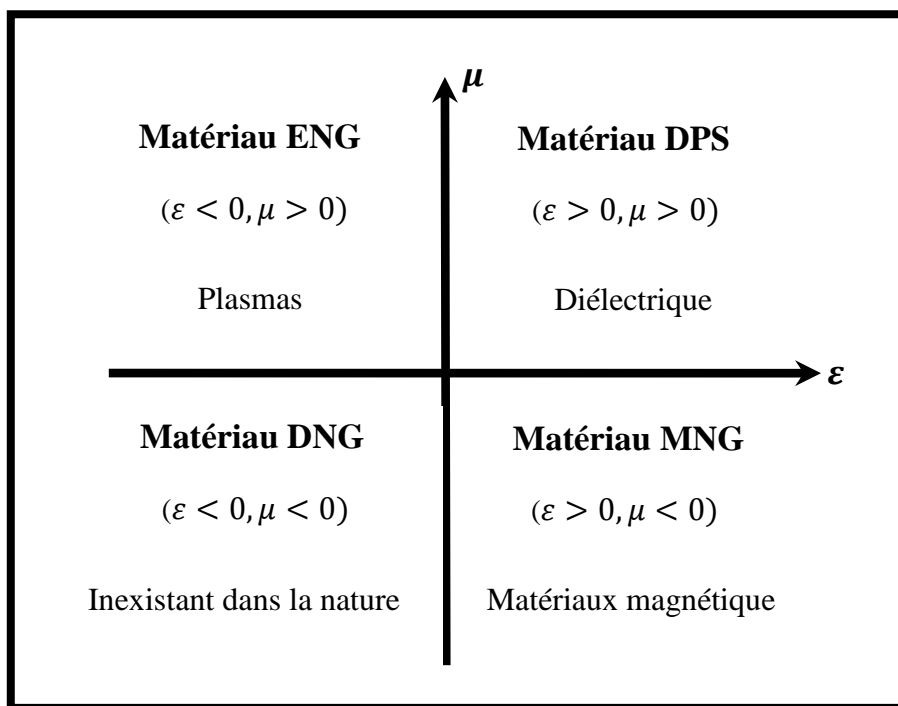 μ
Matériau ENG
(ε < 0, μ > 0)
Plasmas
Matériau DPS
(ε > 0, μ > 0)
Diélectrique
ε
Matériau DNG
(ε < 0, μ < 0)
Inexistant dans la nature
Matériau MNG
(ε > 0, μ < 0)
Matériaux magnétique